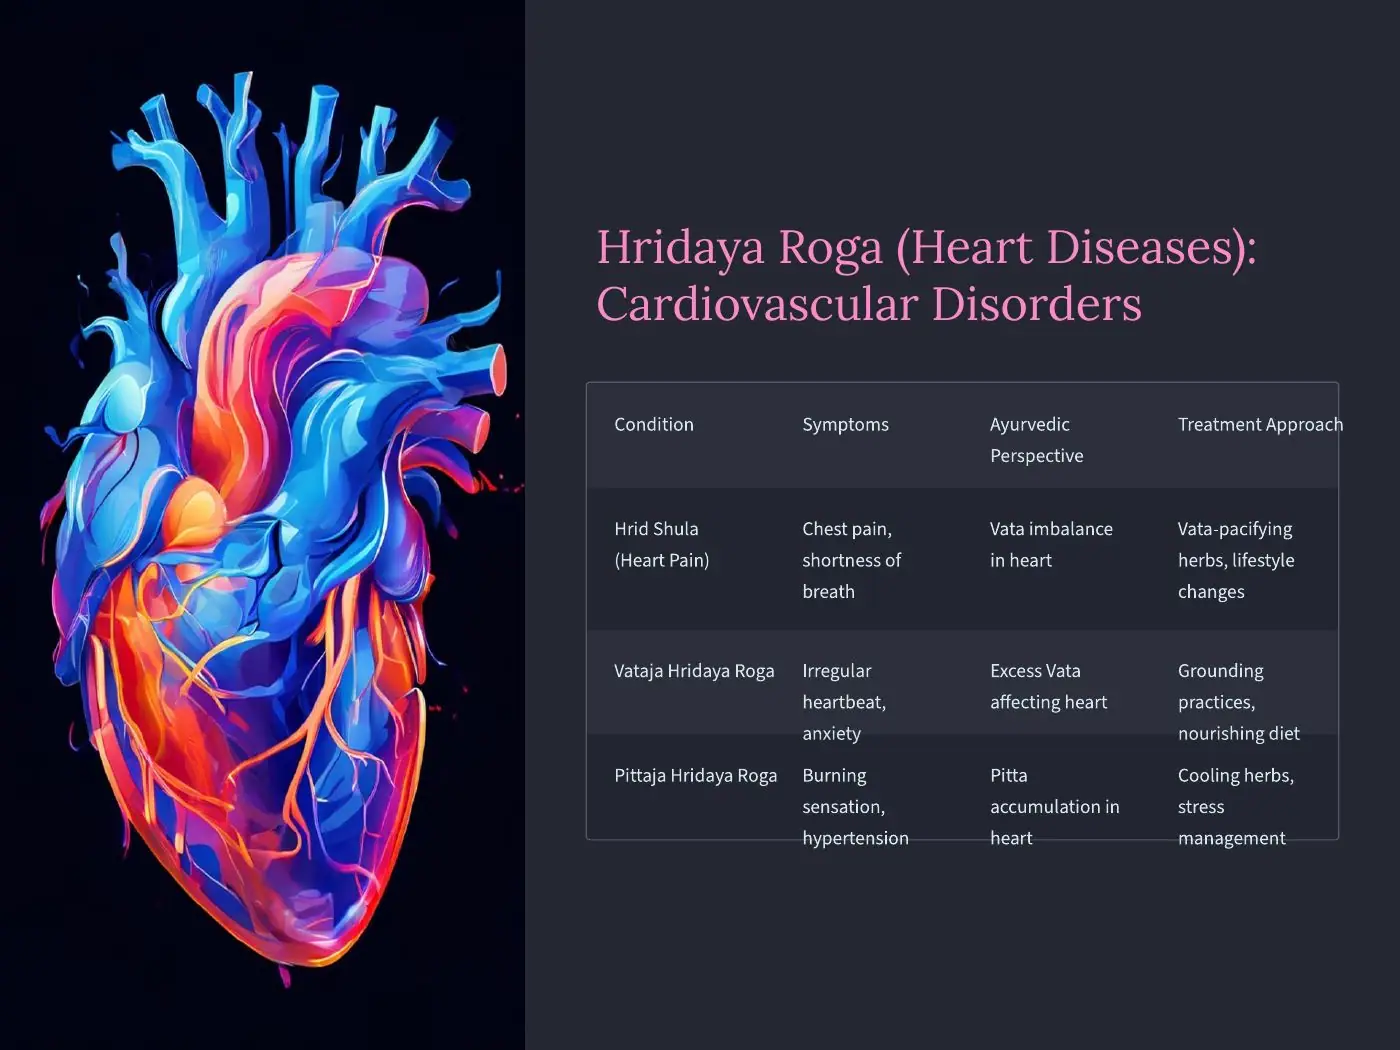 Hridaya Roga (Heart Diseases):
Cardiovascular Disorders
Condition
Symptoms
Ayurvedic
Perspective
Treatment Approach
Hrid Shula
(Heart Pain)
Chest pain,
shortness of
breath
Vata imbalance
in heart
Vata-pacifying
herbs, lifestyle
changes
Vataja Hridaya Roga
Irregular
heartbeat,
anxiety
Excess Vata
affecting heart
Grounding
practices,
nourishing diet
Pittaja Hridaya Roga
Burning
sensation,
hypertension
Pitta
accumulation in
heart
Cooling herbs,
stress
management